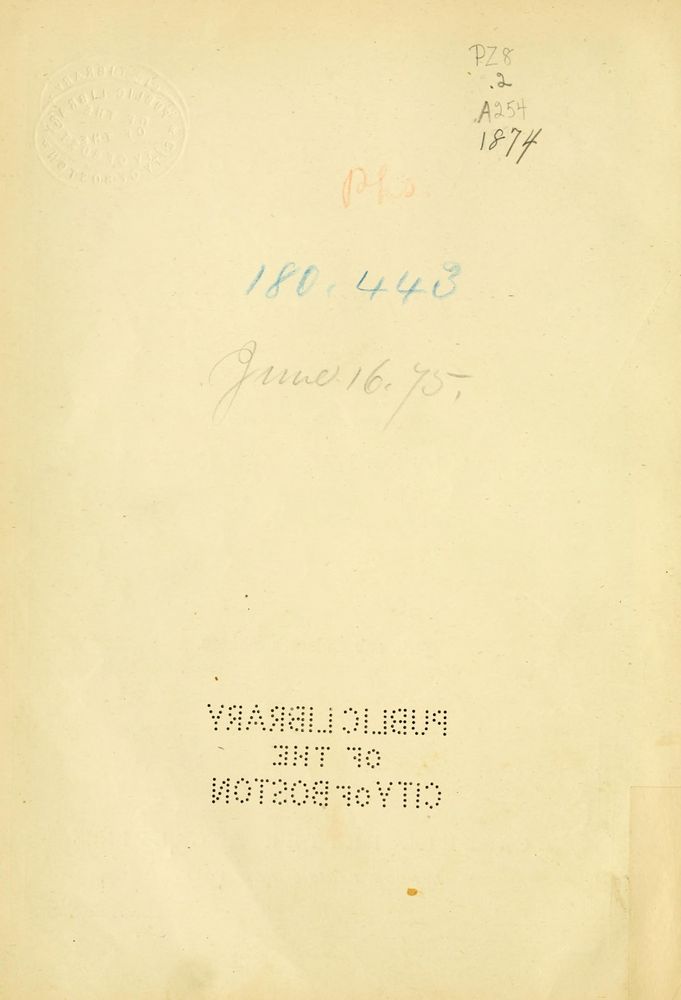 PZ8
.2
A254
1874
180.443
June 16. 75.
PUBLIC LIBRARY
OF THE
CITY OF BOSTON